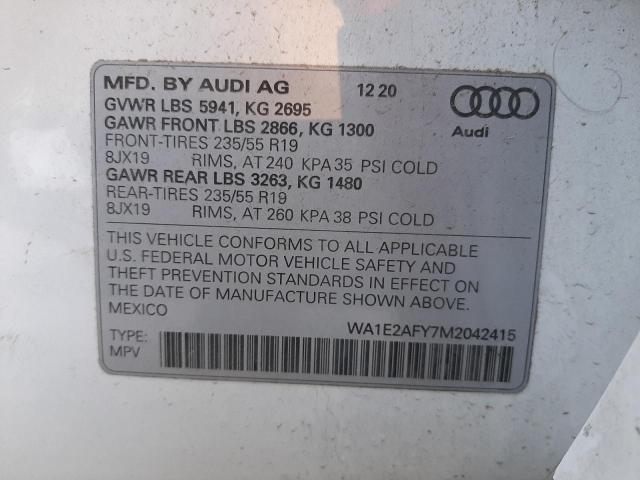 MFD. BY AUDI AG 12 20
GVWR LBS 5941, KG 2695
GAWR FRONT LBS 2866, KG 1300
FRONT-TIRES 235/55 R19
8JX19 RIMS, AT 240 KPA 35 PSI COLD
GAWR REAR LBS 3263, KG 1480
REAR-TIRES 235/55 R19
8JX19 RIMS, AT 260 KPA 38 PSI COLD
Audi
THIS VEHICLE CONFORMS TO ALL APPLICABLE
U.S. FEDERAL MOTOR VEHICLE SAFETY AND
THEFT PREVENTION STANDARDS IN EFFECT ON
THE DATE OF MANUFACTURE SHOWN ABOVE.
MEXICO
WA1E2AFY7M2042415
TYPE:
MPV